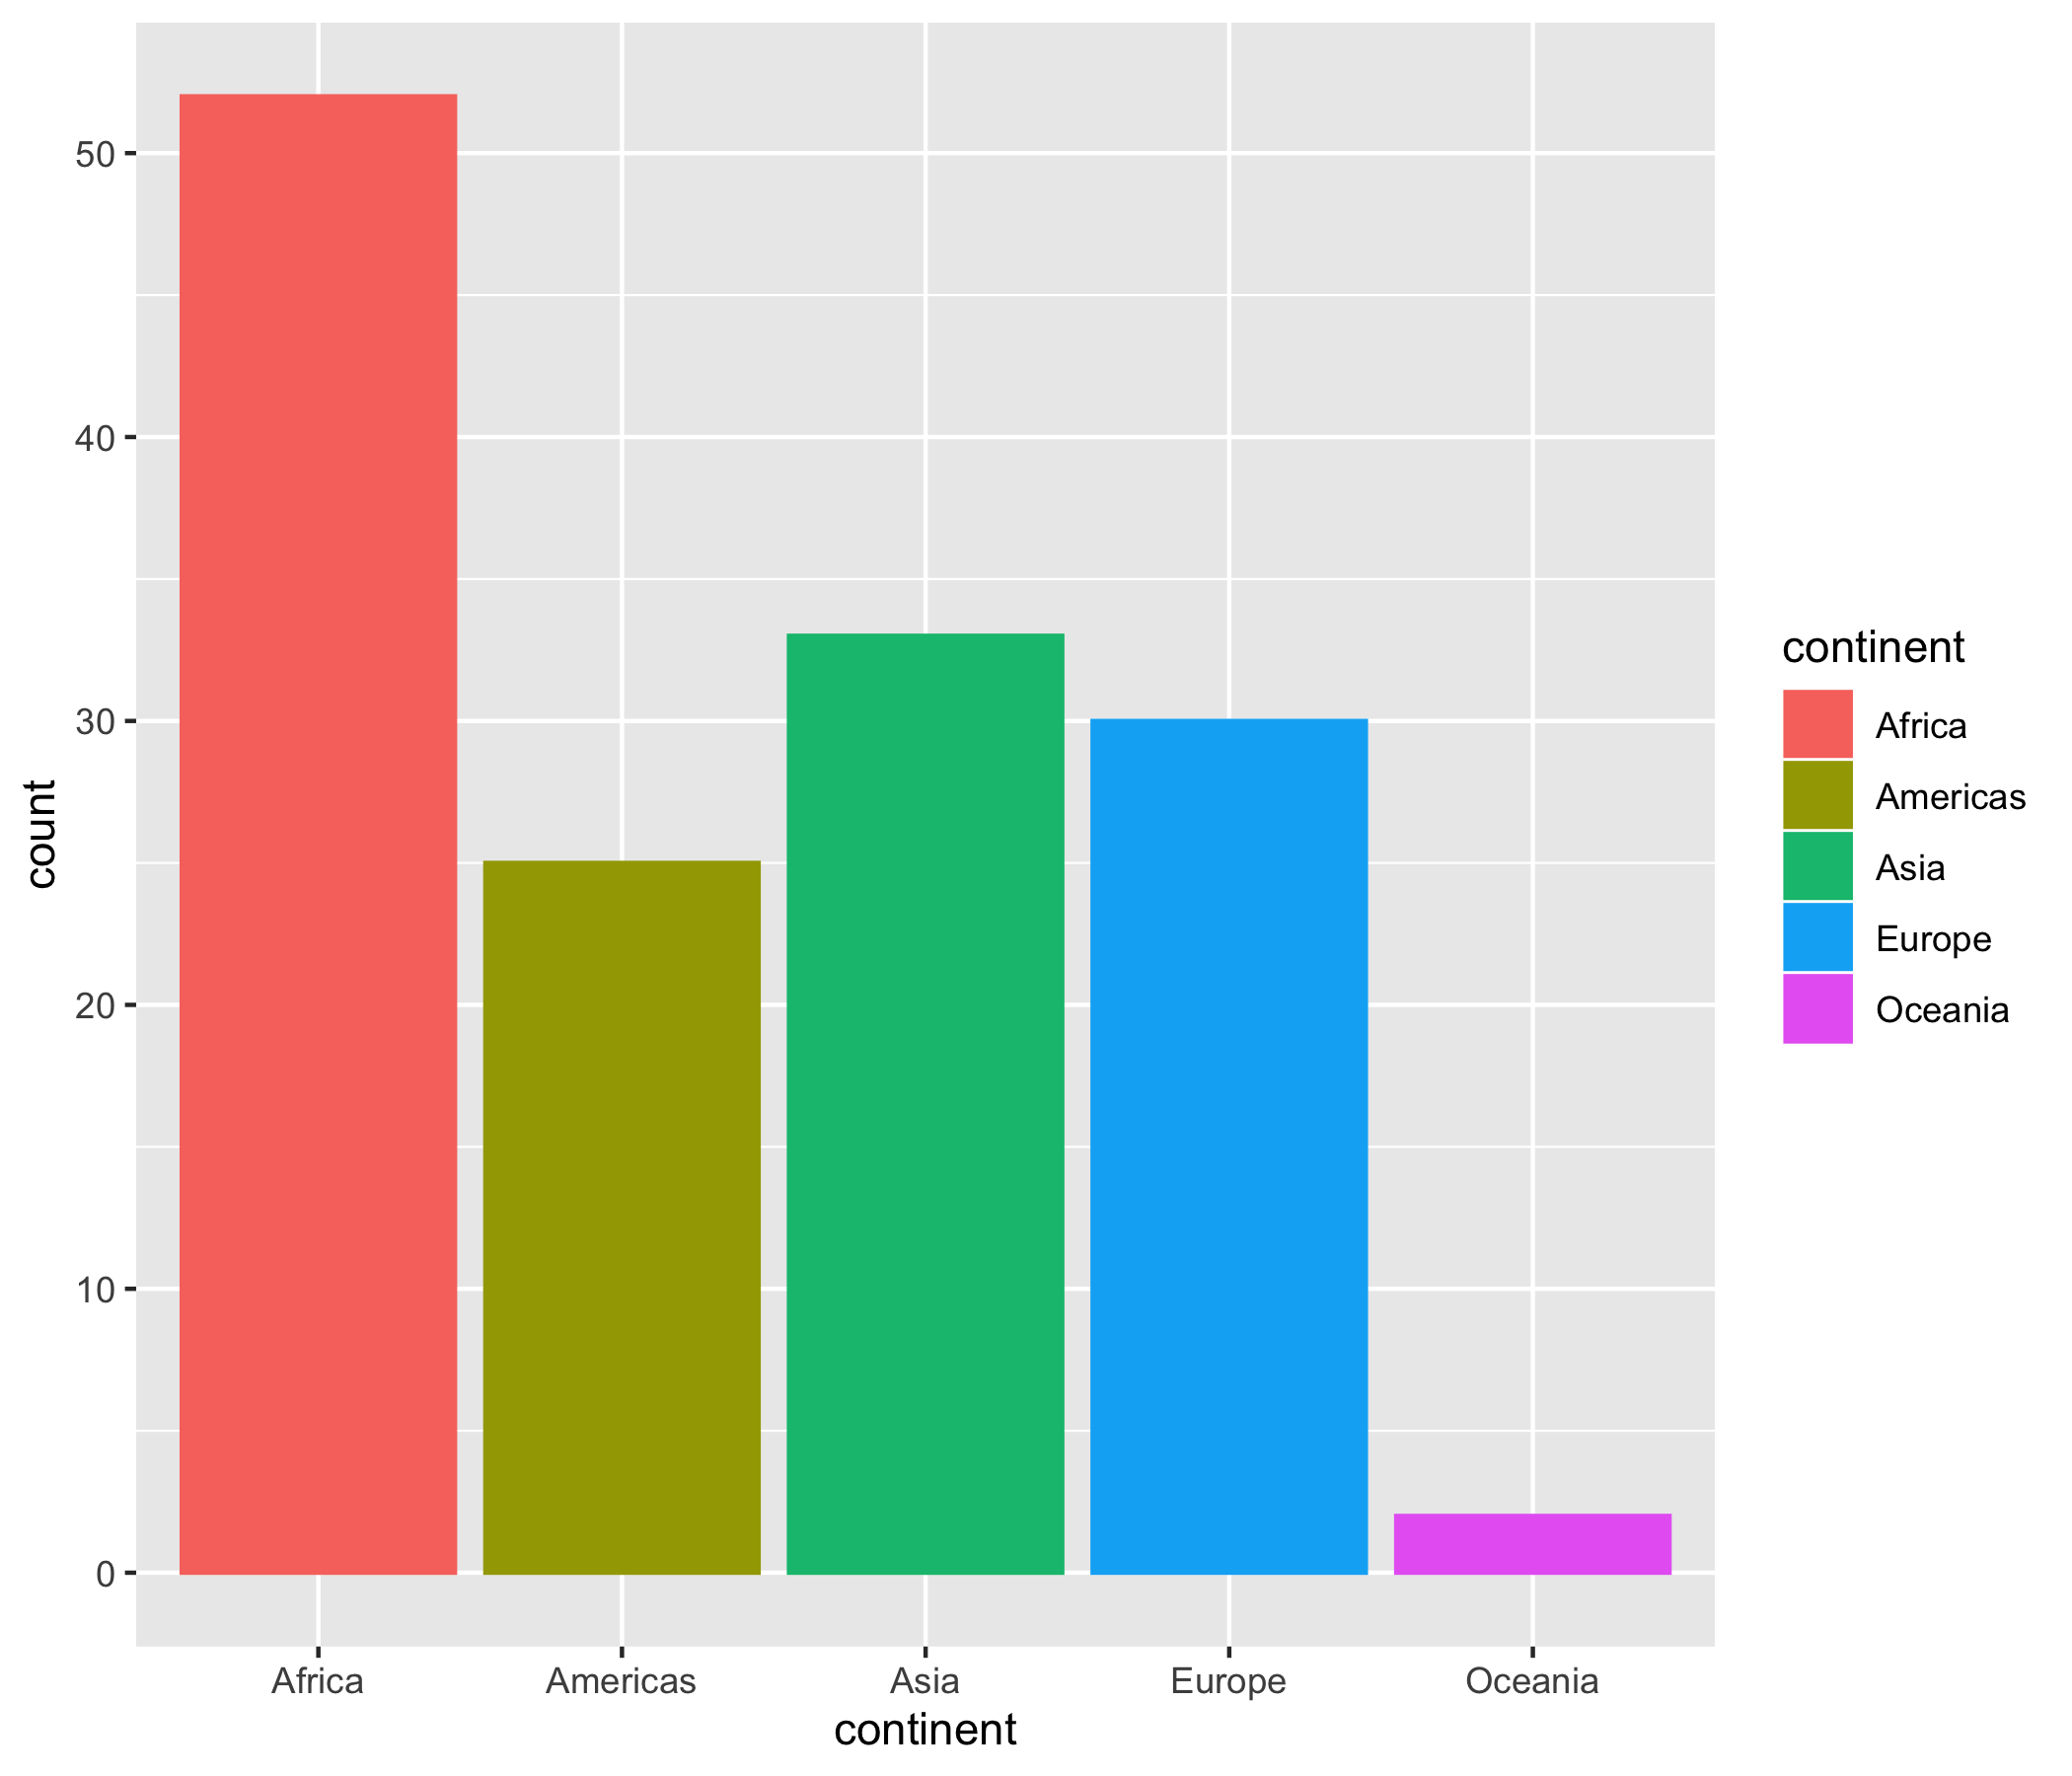 50
40
30
20
10
0
count
Africa Americas Asia Europe Oceania
continent
continent
Africa
Americas
Asia
Europe
Oceania